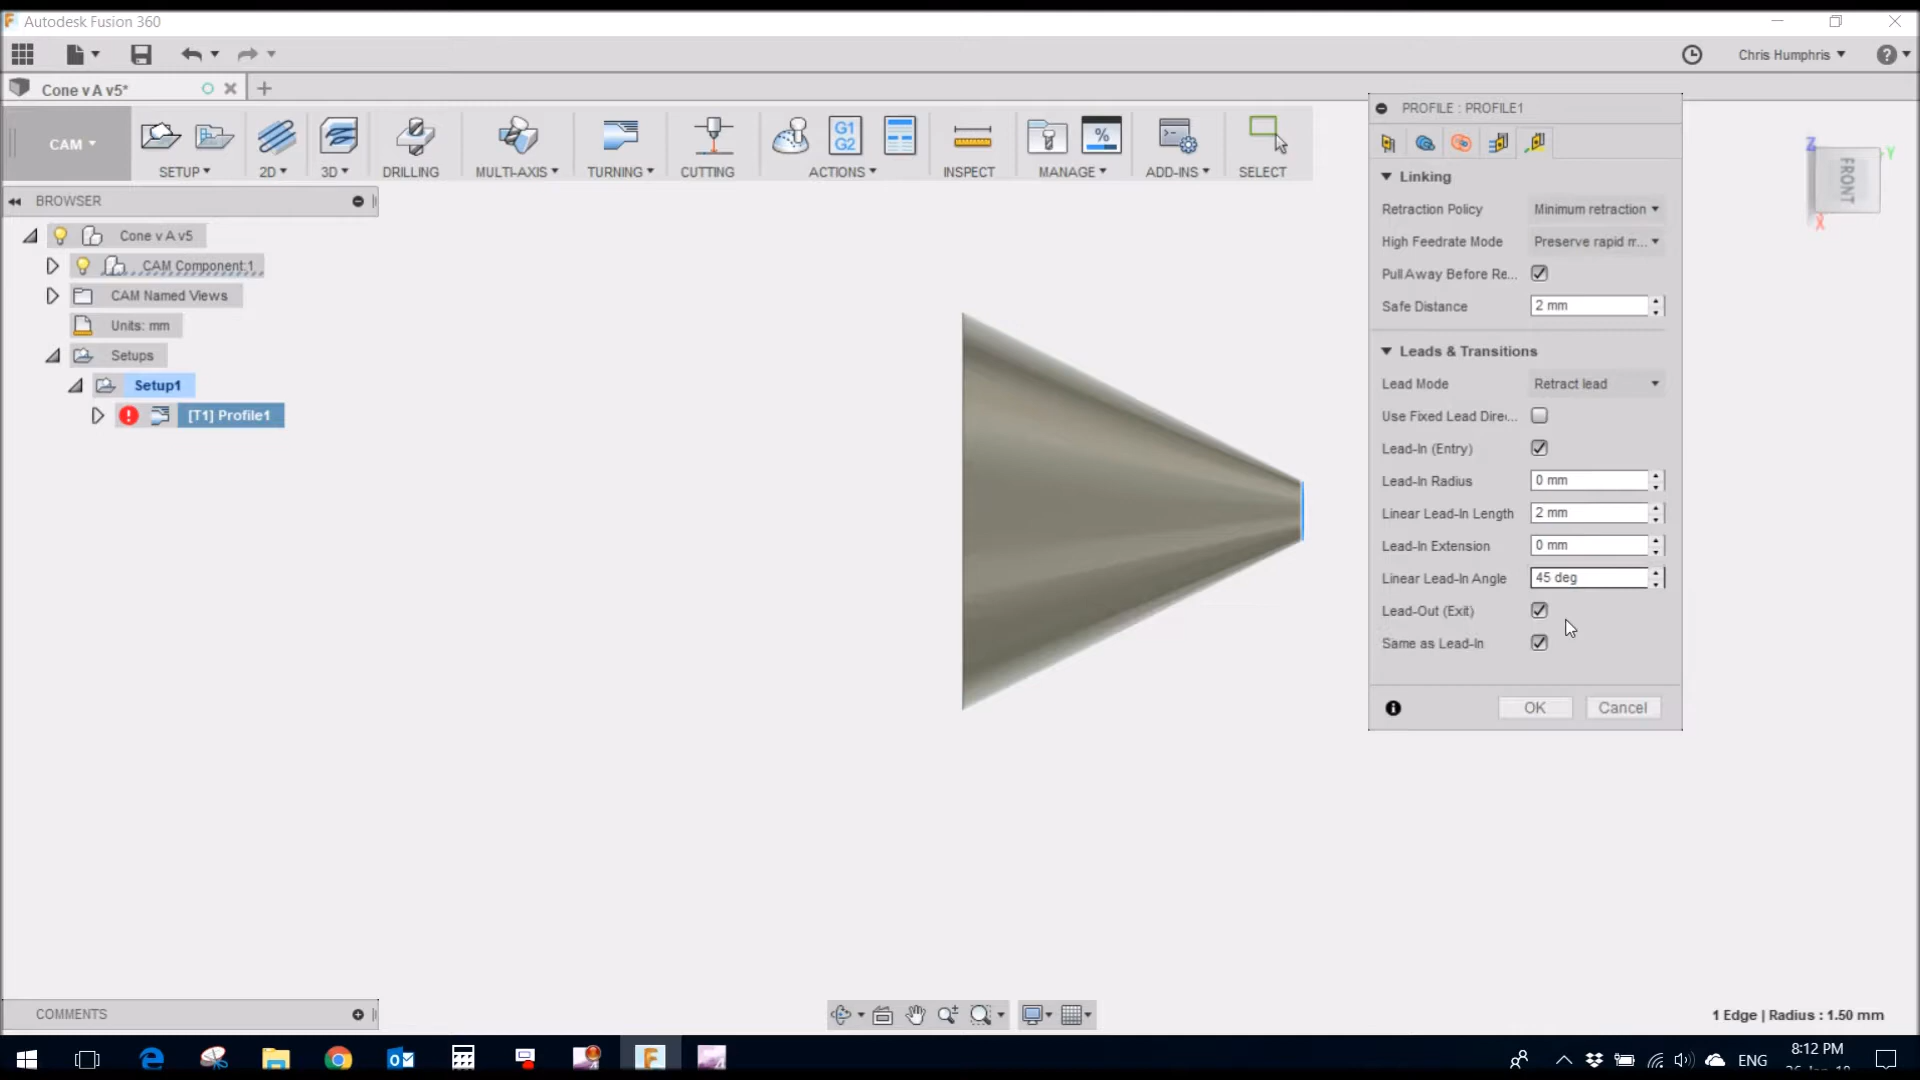 Autodesk Fusion 360
Chris Humphris
Cone v A v5*
CAM
SETUP
2D
3D
DRILLING
MULTI-AXIS
TURNING
CUTTING
G1
G2
ACTIONS
INSPECT
%
MANAGE
ADD-INS
SELECT
BROWSER
Cone v A v5
CAM Component:1
CAM Named Views
Units: mm
Setups
Setup1
[T1] Profile1
PROFILE : PROFILE1
Linking
Retraction Policy Minimum retraction
High Feedrate Mode Preserve rapid m...
Pull Away Before Re...
Safe Distance 2 mm
Leads & Transitions
Lead Mode Retract lead
Use Fixed Lead Dire...
Lead-In (Entry)
Lead-In Radius 0 mm
Linear Lead-In Length 2 mm
Lead-In Extension 0 mm
Linear Lead-In Angle 45 deg
Lead-Out (Exit)
Same as Lead-In
OK Cancel
Z
Y
FRONT
X
COMMENTS
1 Edge | Radius : 1.50 mm
ENG
8:12 PM